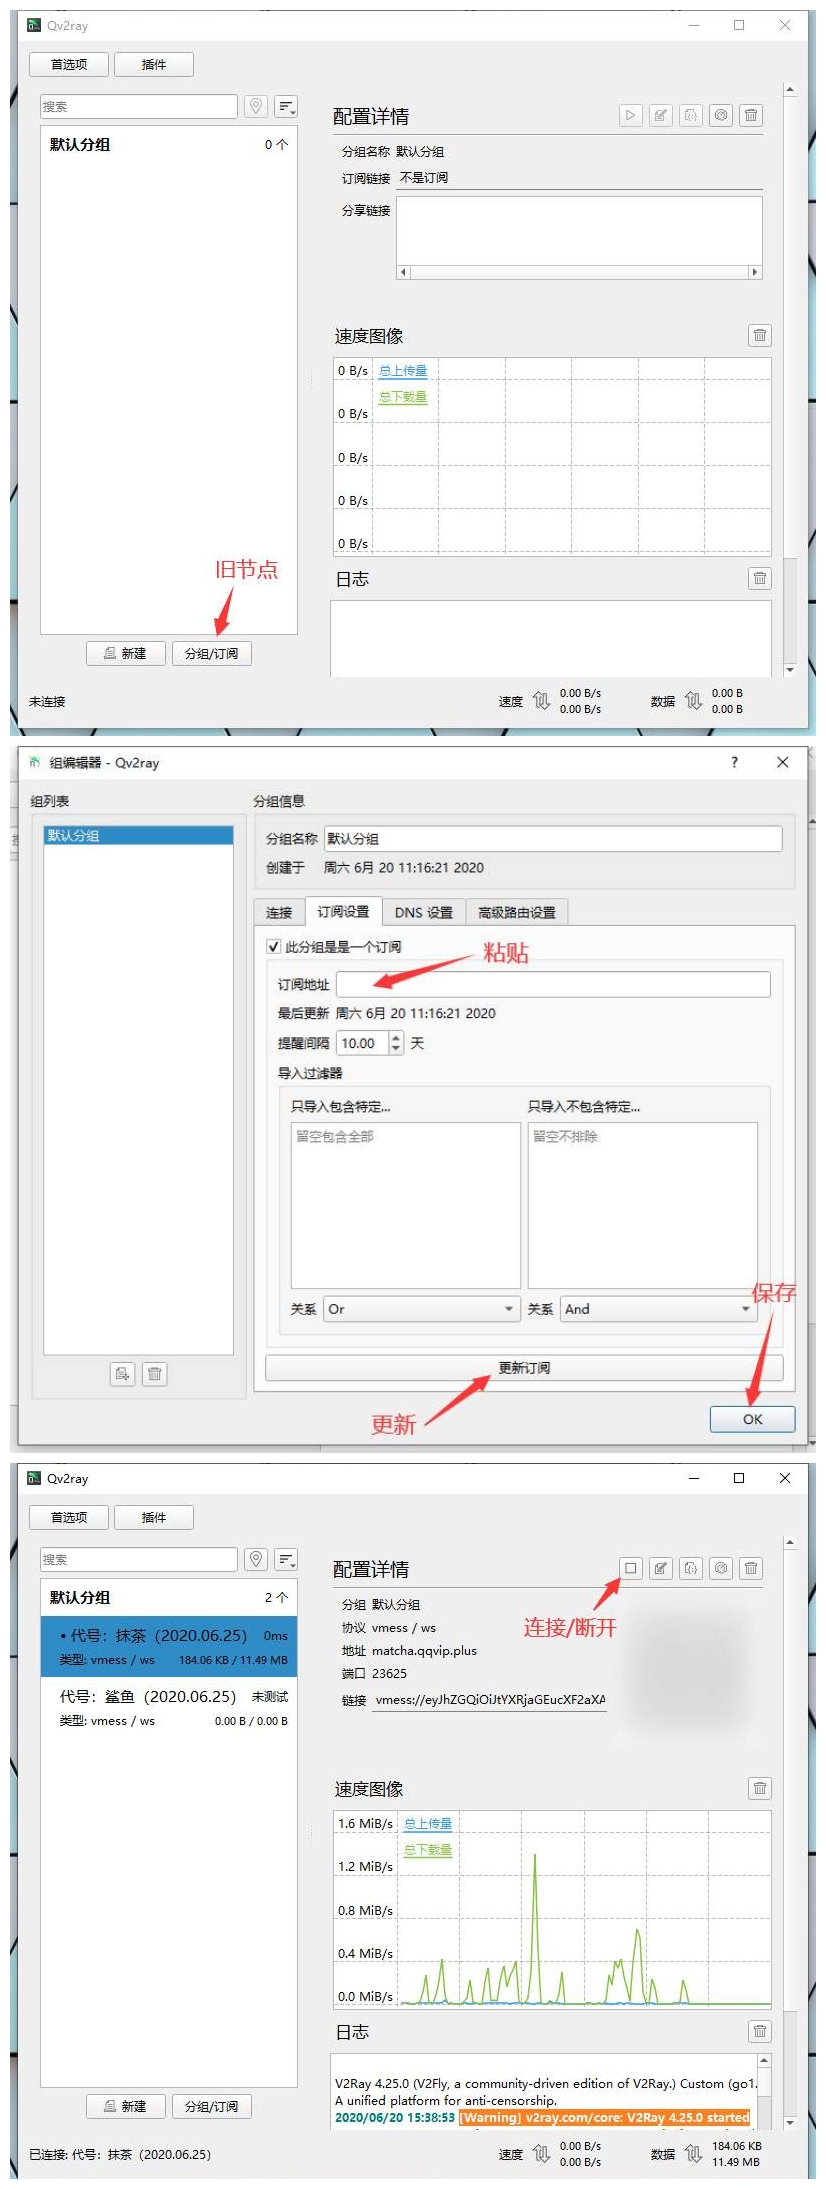 Qv2ray
首选项
插件
搜索
默认分组
0 个
配置详情
分组名称 默认分组
订阅链接 不是订阅
分享链接
速度图像
0 B/s
总上传量
总下载量
0 B/s
0 B/s
0 B/s
0 B/s
旧节点
日志
新建
分组/订阅
未连接
速度
0.00 B/s
0.00 B/s
数据
0.00 B
0.00 B
组编辑器 - Qv2ray
?
组列表
默认分组
分组信息
分组名称 默认分组
创建于 周六 6月 20 11:16:21 2020
连接
订阅设置
DNS 设置
高级路由设置
此分组是是一个订阅
粘贴
订阅地址
最后更新 周六 6月 20 11:16:21 2020
提醒间隔 10.00 天
导入过滤器
只导入包含特定...
只导入不包含特定...
留空包含全部
留空不排除
关系 Or
关系 And
保存
更新订阅
更新
OK
Qv2ray
首选项
插件
搜索
默认分组
2 个
• 代号：抹茶（2020.06.25） 0ms
类型: vmess / ws 184.06 KB / 11.49 MB
代号：鲨鱼（2020.06.25） 未测试
类型: vmess / ws 0.00 B / 0.00 B
配置详情
分组 默认分组
协议 vmess / ws
地址 matcha.qqvip.plus
端口 23625
链接 vmess://eyJhZGQiOiJtYXRjaGEucXF2aXA
连接/断开
速度图像
1.6 MiB/s
总上传量
总下载量
1.2 MiB/s
0.8 MiB/s
0.4 MiB/s
0.0 MiB/s
日志
V2Ray 4.25.0 (V2Fly, a community-driven edition of V2Ray.) Custom (go1.
A unified platform for anti-censorship.
2020/06/20 15:38:53 [Warning] v2ray.com/core: V2Ray 4.25.0 started
新建
分组/订阅
已连接: 代号：抹茶（2020.06.25）
速度
0.00 B/s
0.00 B/s
数据
184.06 KB
11.49 MB